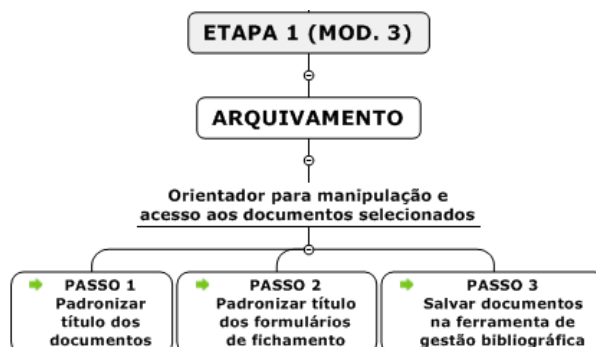 ETAPA 1 (MOD. 3)
ARQUIVAMENTO
Orientador para manipulação e
acesso aos documentos selecionados
PASSO 1
Padronizar
título dos
documentos
PASSO 2
Padronizar título
dos formulários
de fichamento
PASSO 3
Salvar documentos
na ferramenta de
gestão bibliográfica